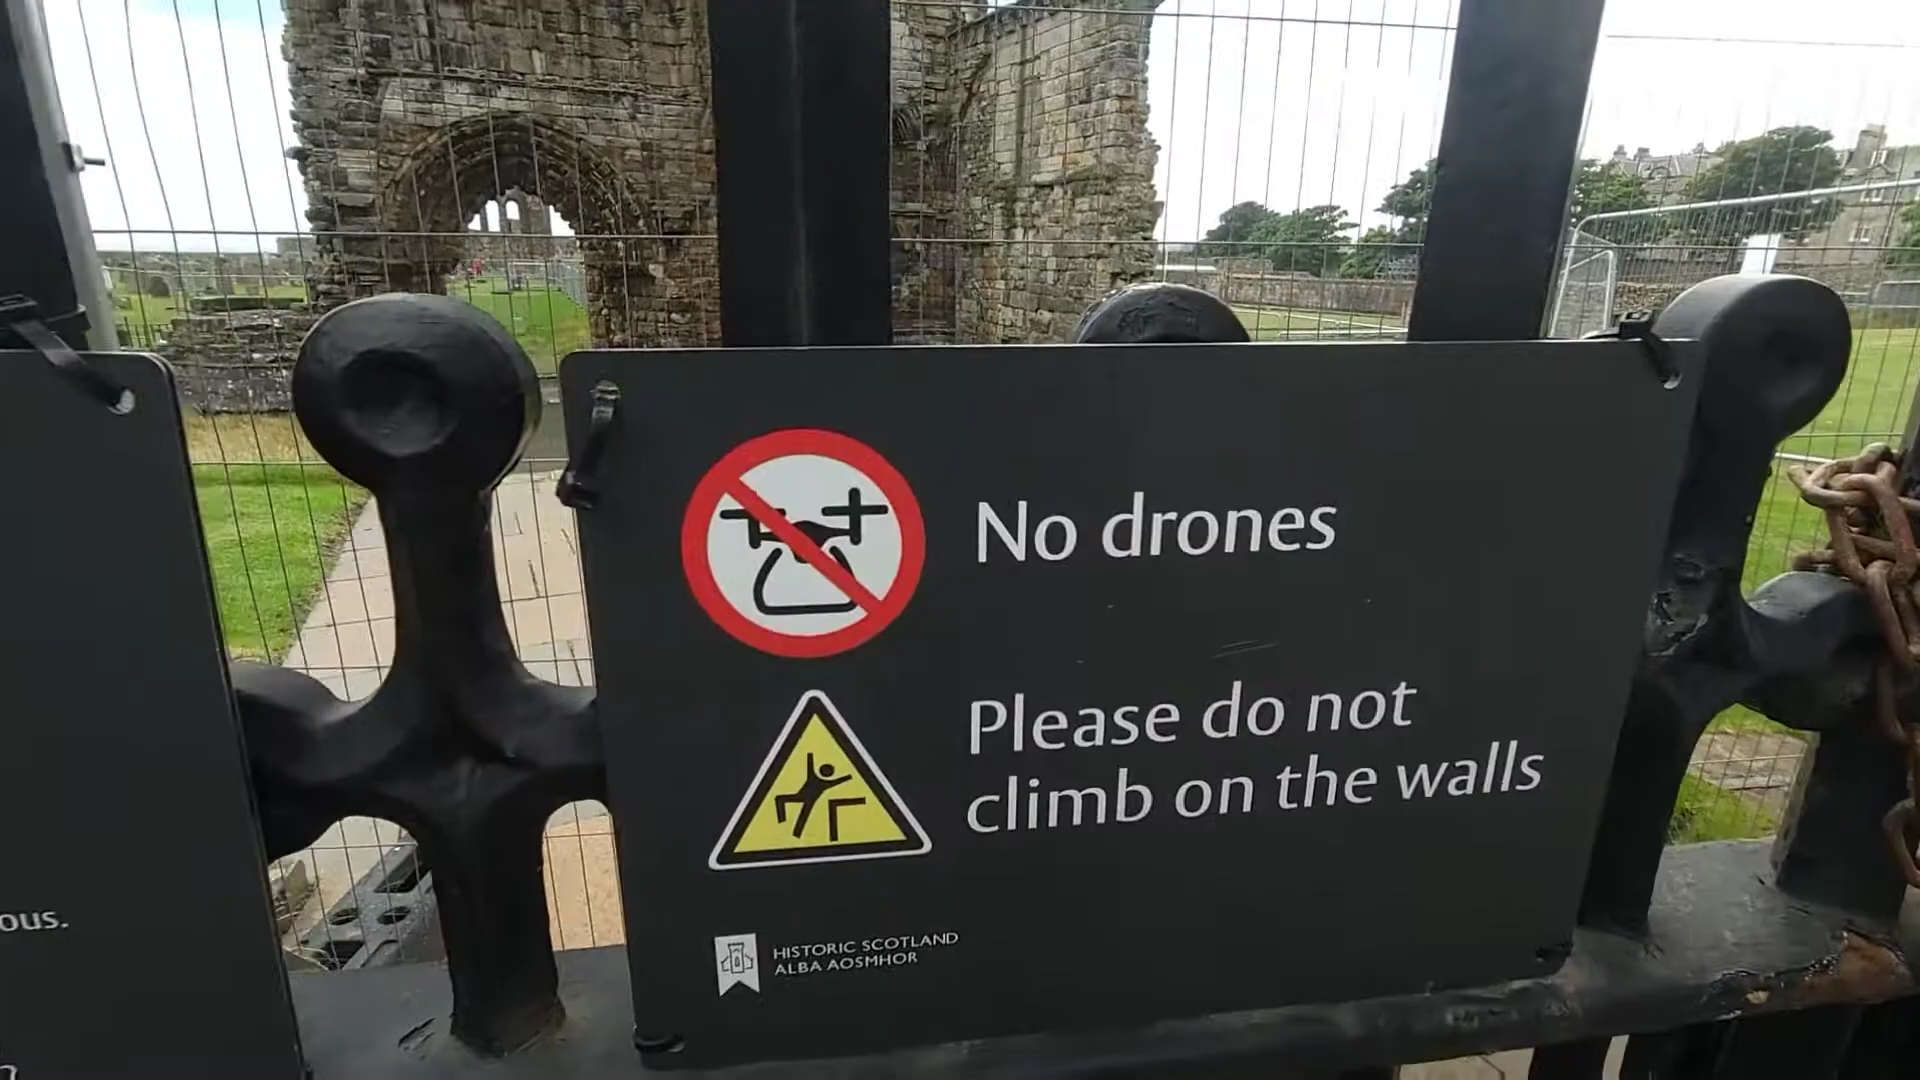 No drones
Please do not
climb on the walls
HISTORIC SCOTLAND
ALBA AOSMHOR
ous.